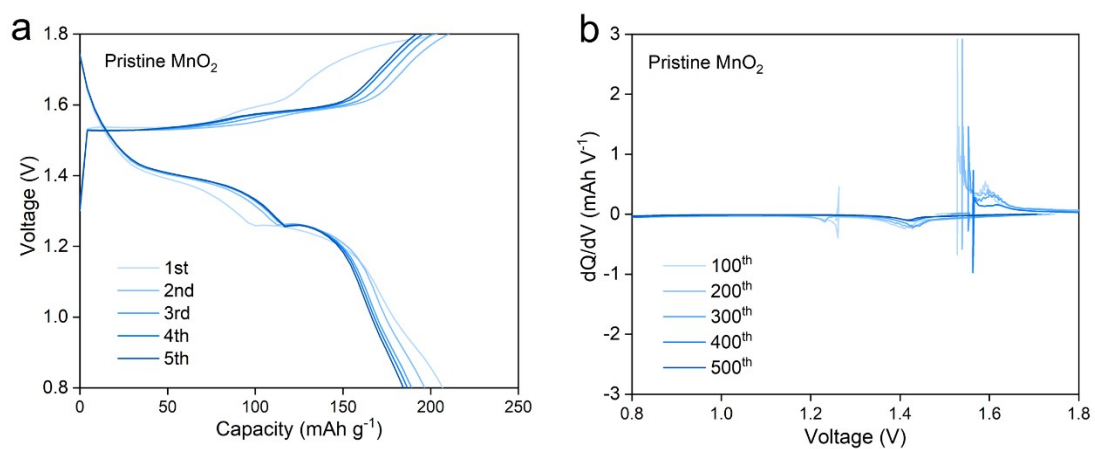 a
Pristine MnO₂
Voltage (V)
1.8
1.6
1.4
1.2
1.0
0.8
1st
2nd
3rd
4th
5th
0
50
100
150
200
250
Capacity (mAh g⁻¹)
b
Pristine MnO₂
dQ/dV (mAh V⁻¹)
3
2
1
0
-1
-2
-3
100ᵗʰ
200ᵗʰ
300ᵗʰ
400ᵗʰ
500ᵗʰ
0.8
1.0
1.2
1.4
1.6
1.8
Voltage (V)